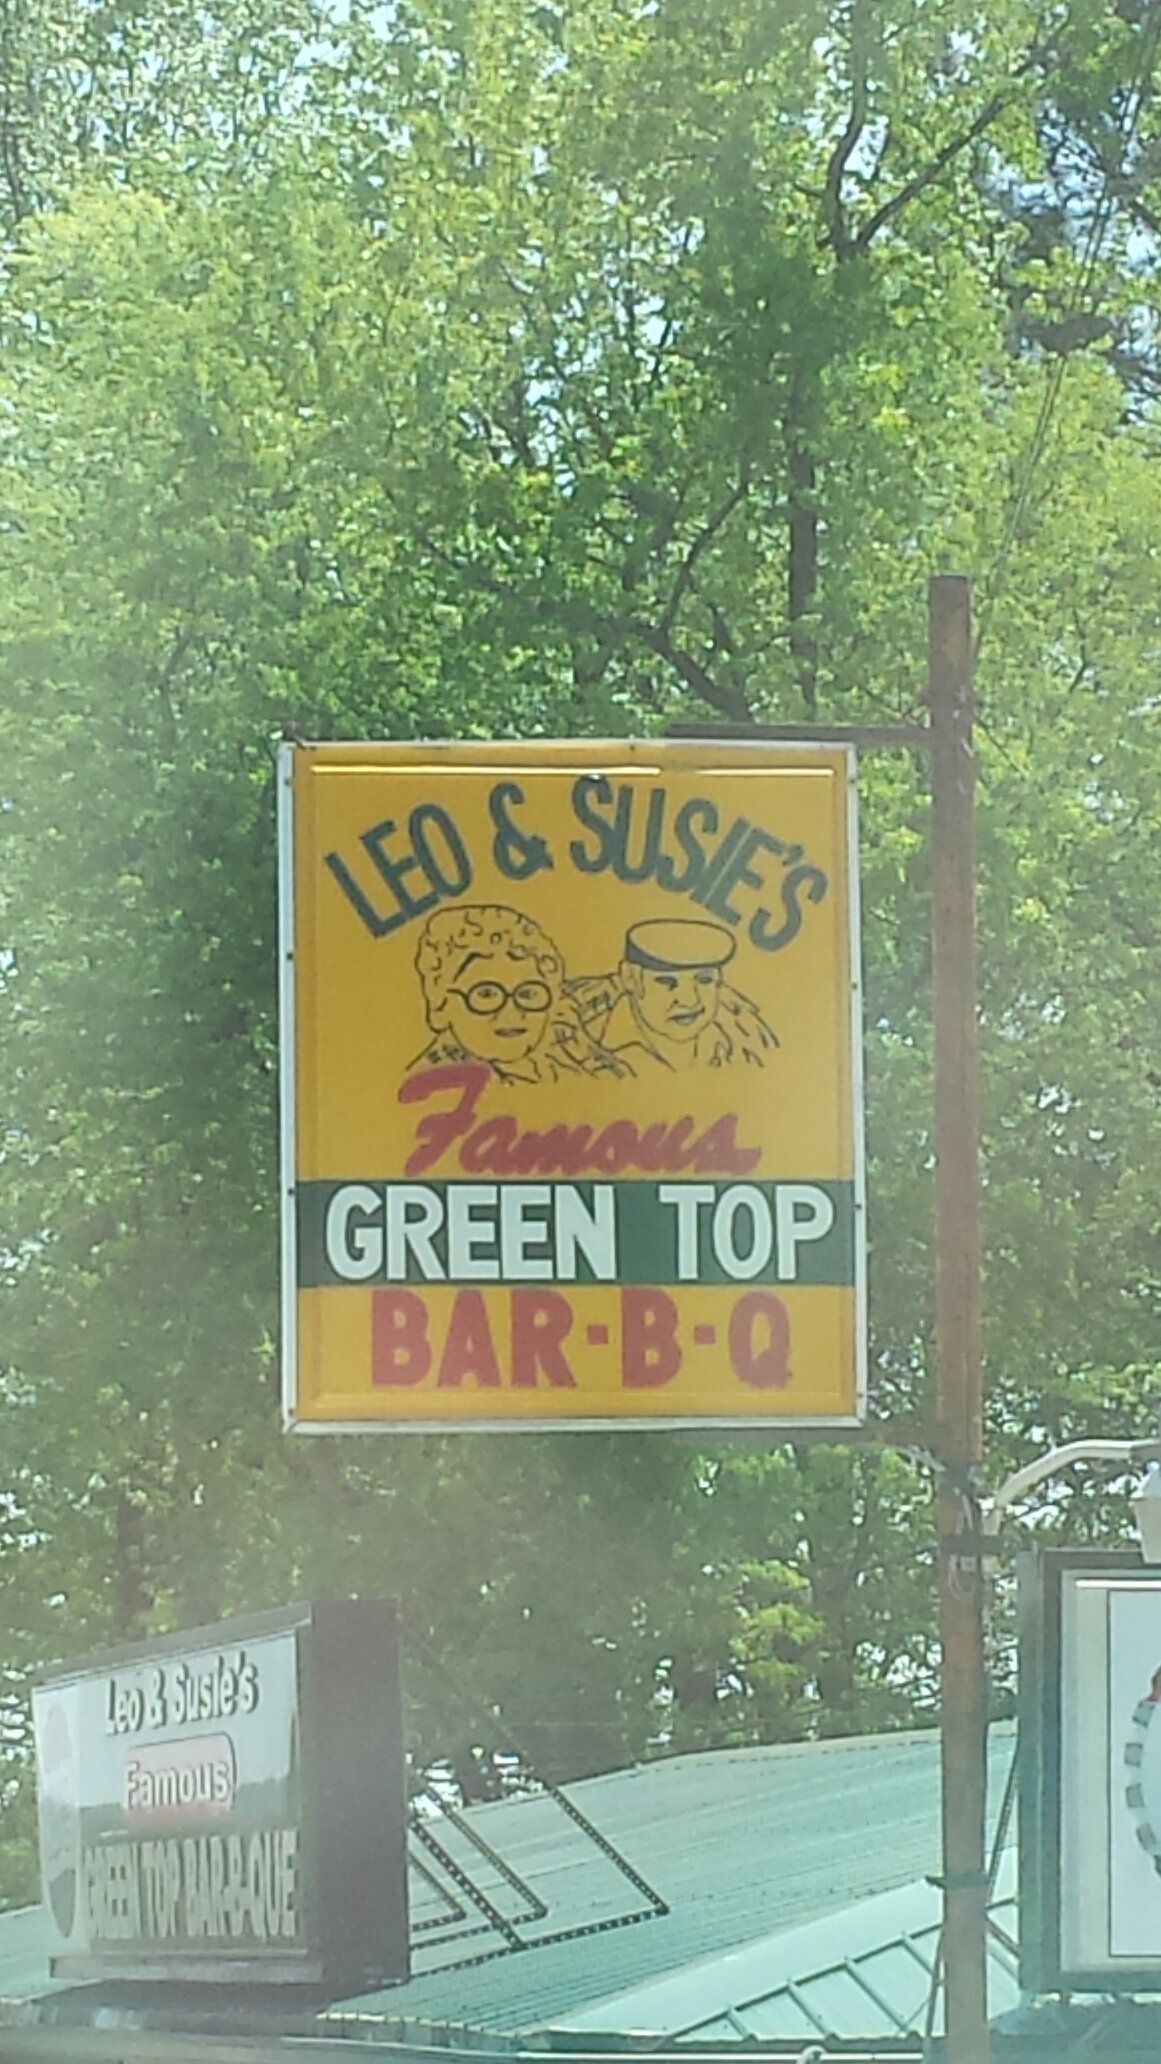 LEO & SUSIE'S
Famous
GREEN TOP
BAR-B-Q
Leo & Susie's
Famous
GREEN TOP BAR-B-QUE